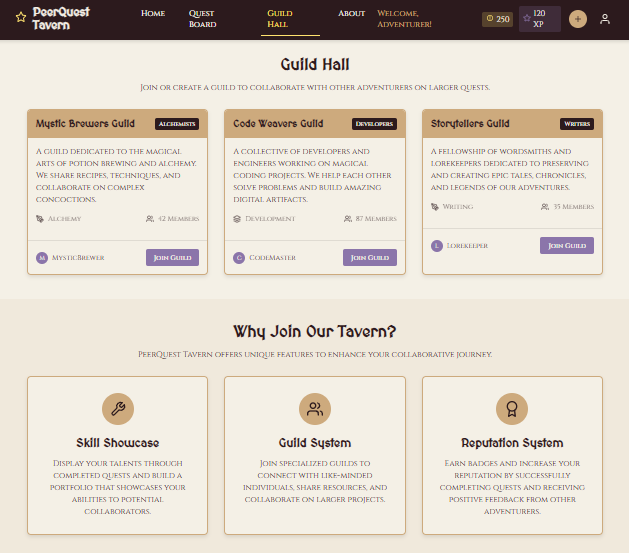 PeerQuest
Tavern
Home
Quest
Board
Guild
Hall
About
Welcome,
Adventurer!
250
120
XP
Guild Hall
Join or create a guild to collaborate with other adventurers on larger quests.
Mystic Brewers Guild
Alchemists
A guild dedicated to the magical
arts of potion brewing and alchemy.
We share recipes, techniques, and
collaborate on complex
concoctions.
Alchemy
42 Members
M
MysticBrewer
Join Guild
Code Weavers Guild
Developers
A collective of developers and
engineers working on magical
coding projects. We help each other
solve problems and build amazing
digital artifacts.
Development
87 Members
C
CodeMaster
Join Guild
Storytellers Guild
Writers
A fellowship of wordsmiths and
lorekeepers dedicated to preserving
and creating epic tales, chronicles,
and legends of our adventures.
Writing
35 Members
L
Lorekeeper
Join Guild
Why Join Our Tavern?
PeerQuest Tavern offers unique features to enhance your collaborative journey.
Skill Showcase
Display your talents through
completed quests and build a
portfolio that showcases your
abilities to potential
collaborators.
Guild System
Join specialized guilds to
connect with like-minded
individuals, share resources, and
collaborate on larger projects.
Reputation System
Earn badges and increase your
reputation by successfully
completing quests and receiving
positive feedback from other
adventurers.